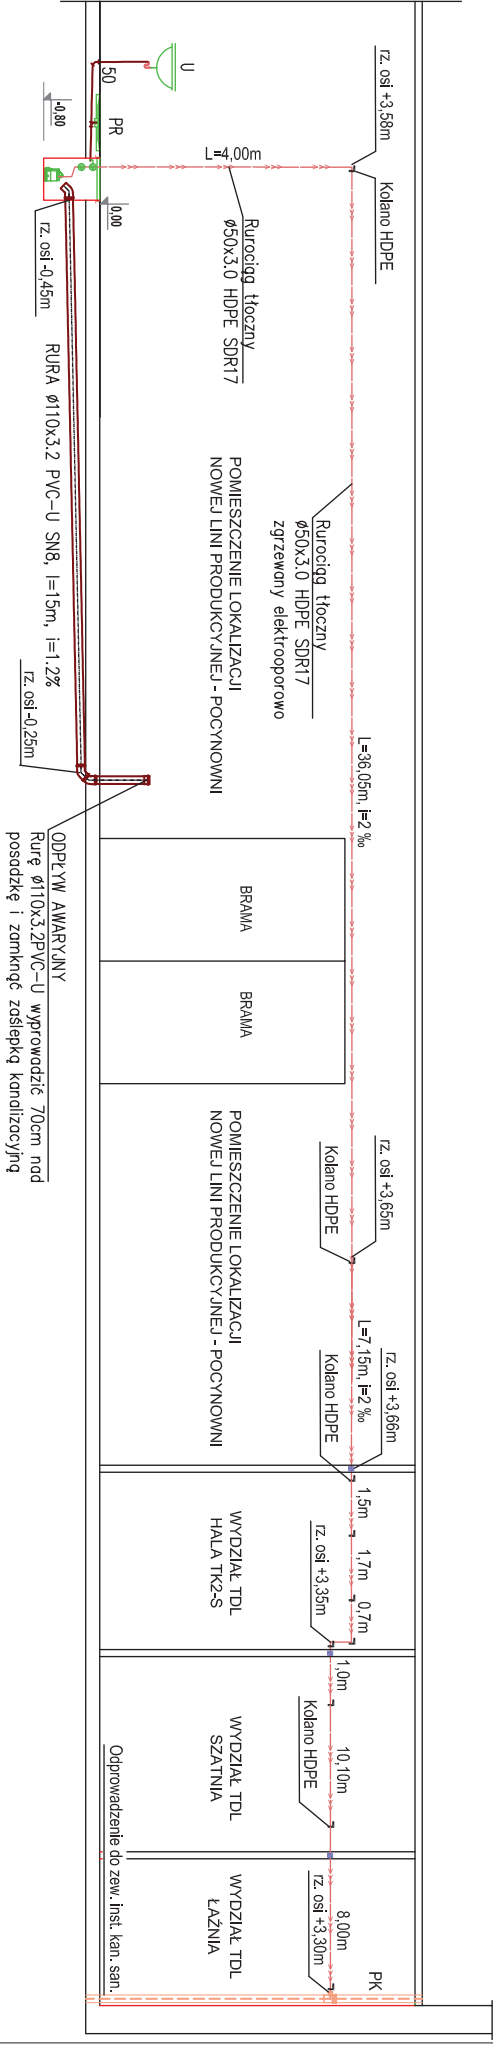 rz. osi +3,58m
Kolano HDPE
U
50
PR
-0,80
0,00
L=4,00m
Rurociąg tłoczny
ø50x3.0 HDPE SDR17
rz. osi -0,45m
RURA ø110x3.2 PVC-U SN8, l=15m, i=1.2%
rz. osi -0,25m
POMIESZCZENIE LOKALIZACJI
NOWEJ LINI PRODUKCYJNEJ - POCYNOWNI
Rurociąg tłoczny
ø50x3.0 HDPE SDR17
zgrzewany elektrooporowo
L=36,05m, i=2 ‰
ODPŁYW AWARYJNY
Rurę ø110x3.2PVC-U wyprowadzić 70cm nad
posadzkę i zamknąć zaślepką kanalizacyjną
BRAMA
BRAMA
POMIESZCZENIE LOKALIZACJI
NOWEJ LINI PRODUKCYJNEJ - POCYNOWNI
rz. osi +3,65m
Kolano HDPE
L=7,15m, i=2 ‰
rz. osi +3,66m
Kolano HDPE
1,5m
1,7m
0,7m
rz. osi +3,35m
WYDZIAŁ TDL
HALA TK2-S
1,0m
10,10m
Kolano HDPE
WYDZIAŁ TDL
SZATNIA
8,00m
rz. osi +3,30m
PK
WYDZIAŁ TDL
ŁAŹNIA
Odprowadzenie do zew. inst. kan. san.